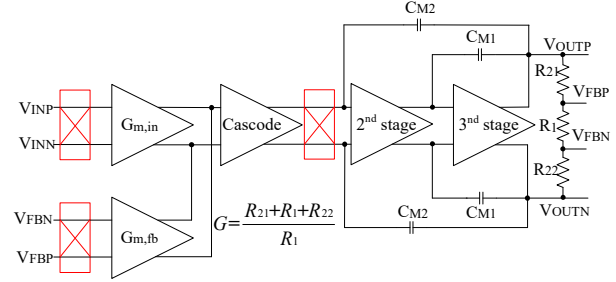 CM2
CM1
VOUTP
R21
VFBP
VINP
VINN
Gm,in
Cascode
2nd stage
3nd stage
R1
VFBN
R22
VFBN
VFBP
Gm,fb
G=(R21+R1+R22)/R1
CM2
CM1
VOUTN